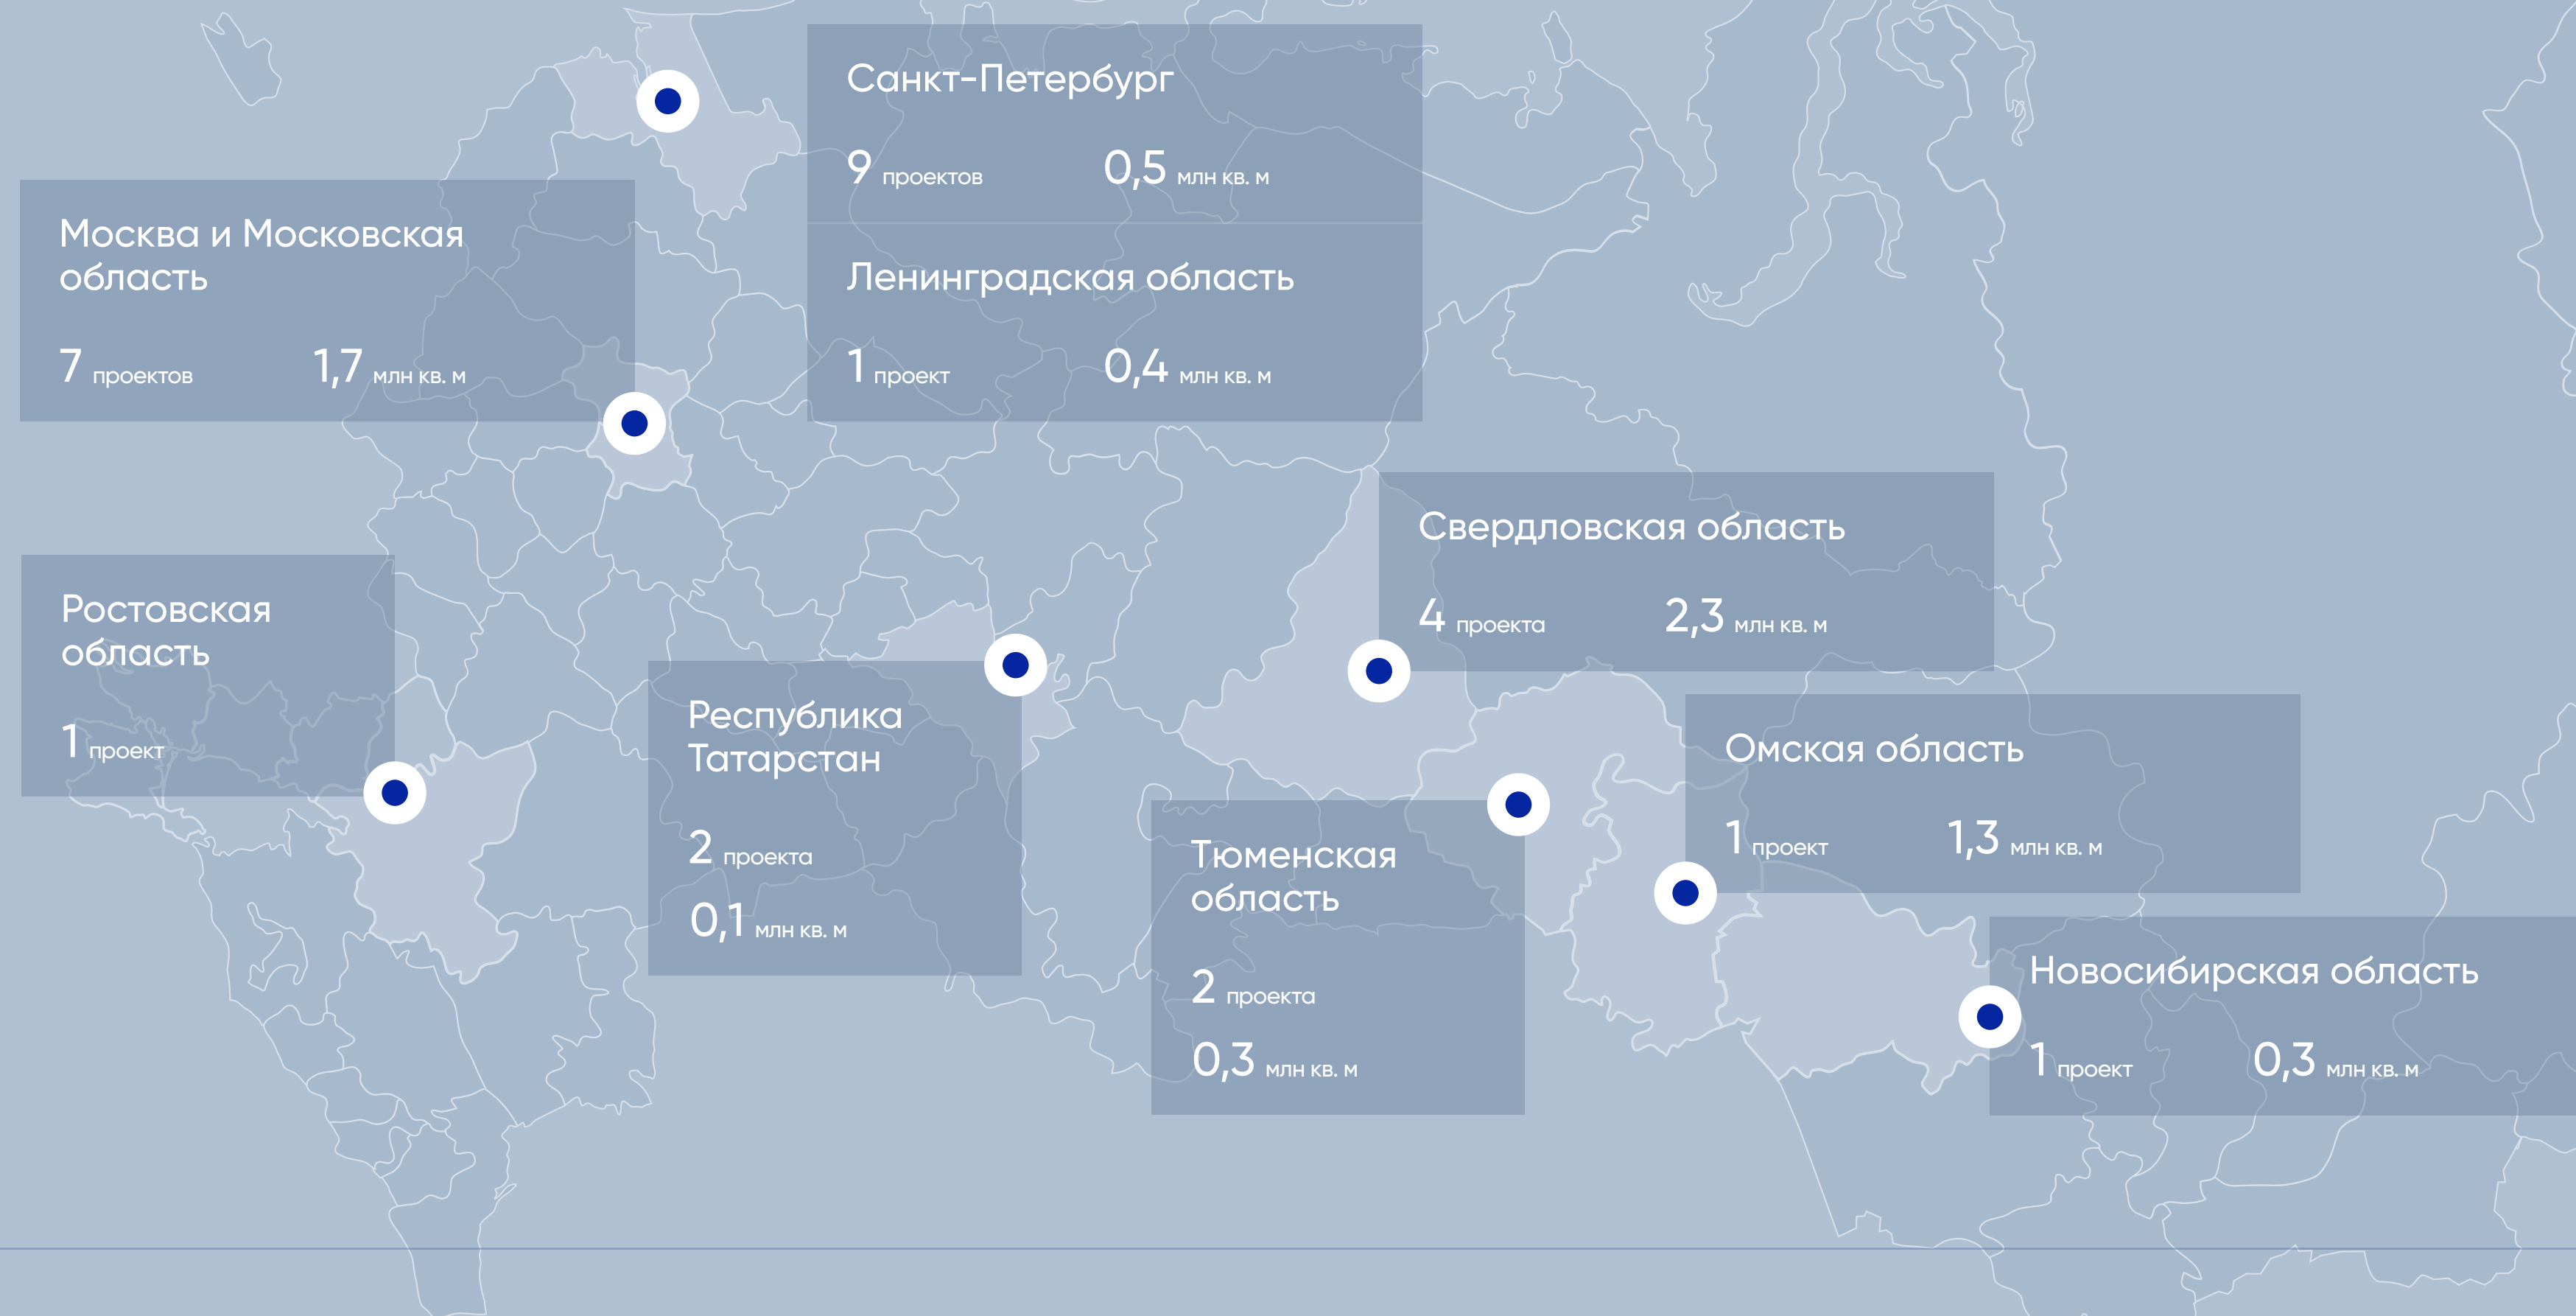 Санкт-Петербург
9 проектов 0,5 млн кв. м
Ленинградская область
1 проект 0,4 млн кв. м
Москва и Московская
область
7 проектов 1,7 млн кв. м
Свердловская область
4 проекта 2,3 млн кв. м
Ростовская
область
1 проект
Республика
Татарстан
2 проекта
0,1 млн кв. м
Омская область
1 проект 1,3 млн кв. м
Тюменская
область
2 проекта
0,3 млн кв. м
Новосибирская область
1 проект 0,3 млн кв. м